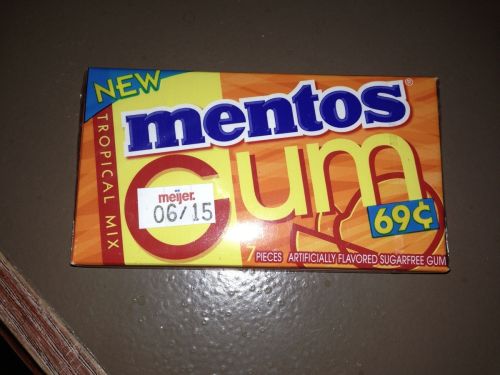 NEW
TROPICAL MIX
mentos®
Gum
meijer.
06/15
69¢
7 PIECES ARTIFICIALLY FLAVORED SUGARFREE GUM